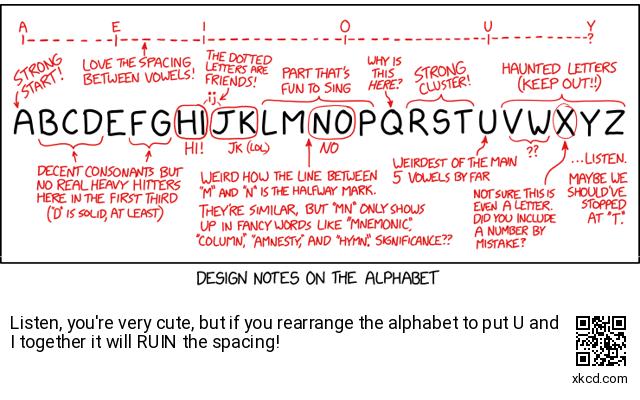 A E I O U Y
?
STRONG
START!
LOVE THE SPACING
BETWEEN VOWELS!
THE DOTTED
LETTERS ARE
FRIENDS!
ij
PART THAT'S
FUN TO SING
WHY IS
THIS
HERE?
STRONG
CLUSTER!
HAUNTED LETTERS
(KEEP OUT!!)
ABCDEFGHIJKLMNOPQRSTUVWXYZ
HI!
JK (LOL)
NO
??
DECENT CONSONANTS BUT
NO REAL HEAVY HITTERS
HERE IN THE FIRST THIRD
("D" IS SOLID, AT LEAST)
WEIRD HOW THE LINE BETWEEN
"M" AND "N" IS THE HALFWAY MARK.
THEY'RE SIMILAR, BUT "MN" ONLY SHOWS
UP IN FANCY WORDS LIKE "MNEMONIC,"
"COLUMN," "AMNESTY," AND "HYMN." SIGNIFICANCE??
WEIRDEST OF THE MAIN
5 VOWELS BY FAR
NOT SURE THIS IS
EVEN A LETTER.
DID YOU INCLUDE
A NUMBER BY
MISTAKE?
...LISTEN.
MAYBE WE
SHOULD'VE
STOPPED
AT "T."
DESIGN NOTES ON THE ALPHABET
Listen, you're very cute, but if you rearrange the alphabet to put U and
I together it will RUIN the spacing!
xkcd.com